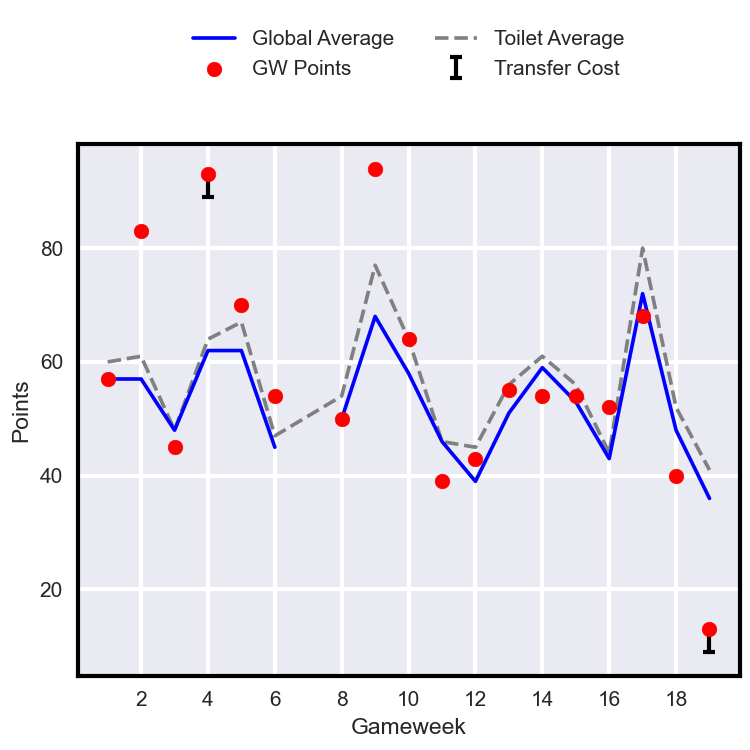 Global Average
Toilet Average
GW Points
Transfer Cost
80
60
40
20
Points
2 4 6 8 10 12 14 16 18
Gameweek